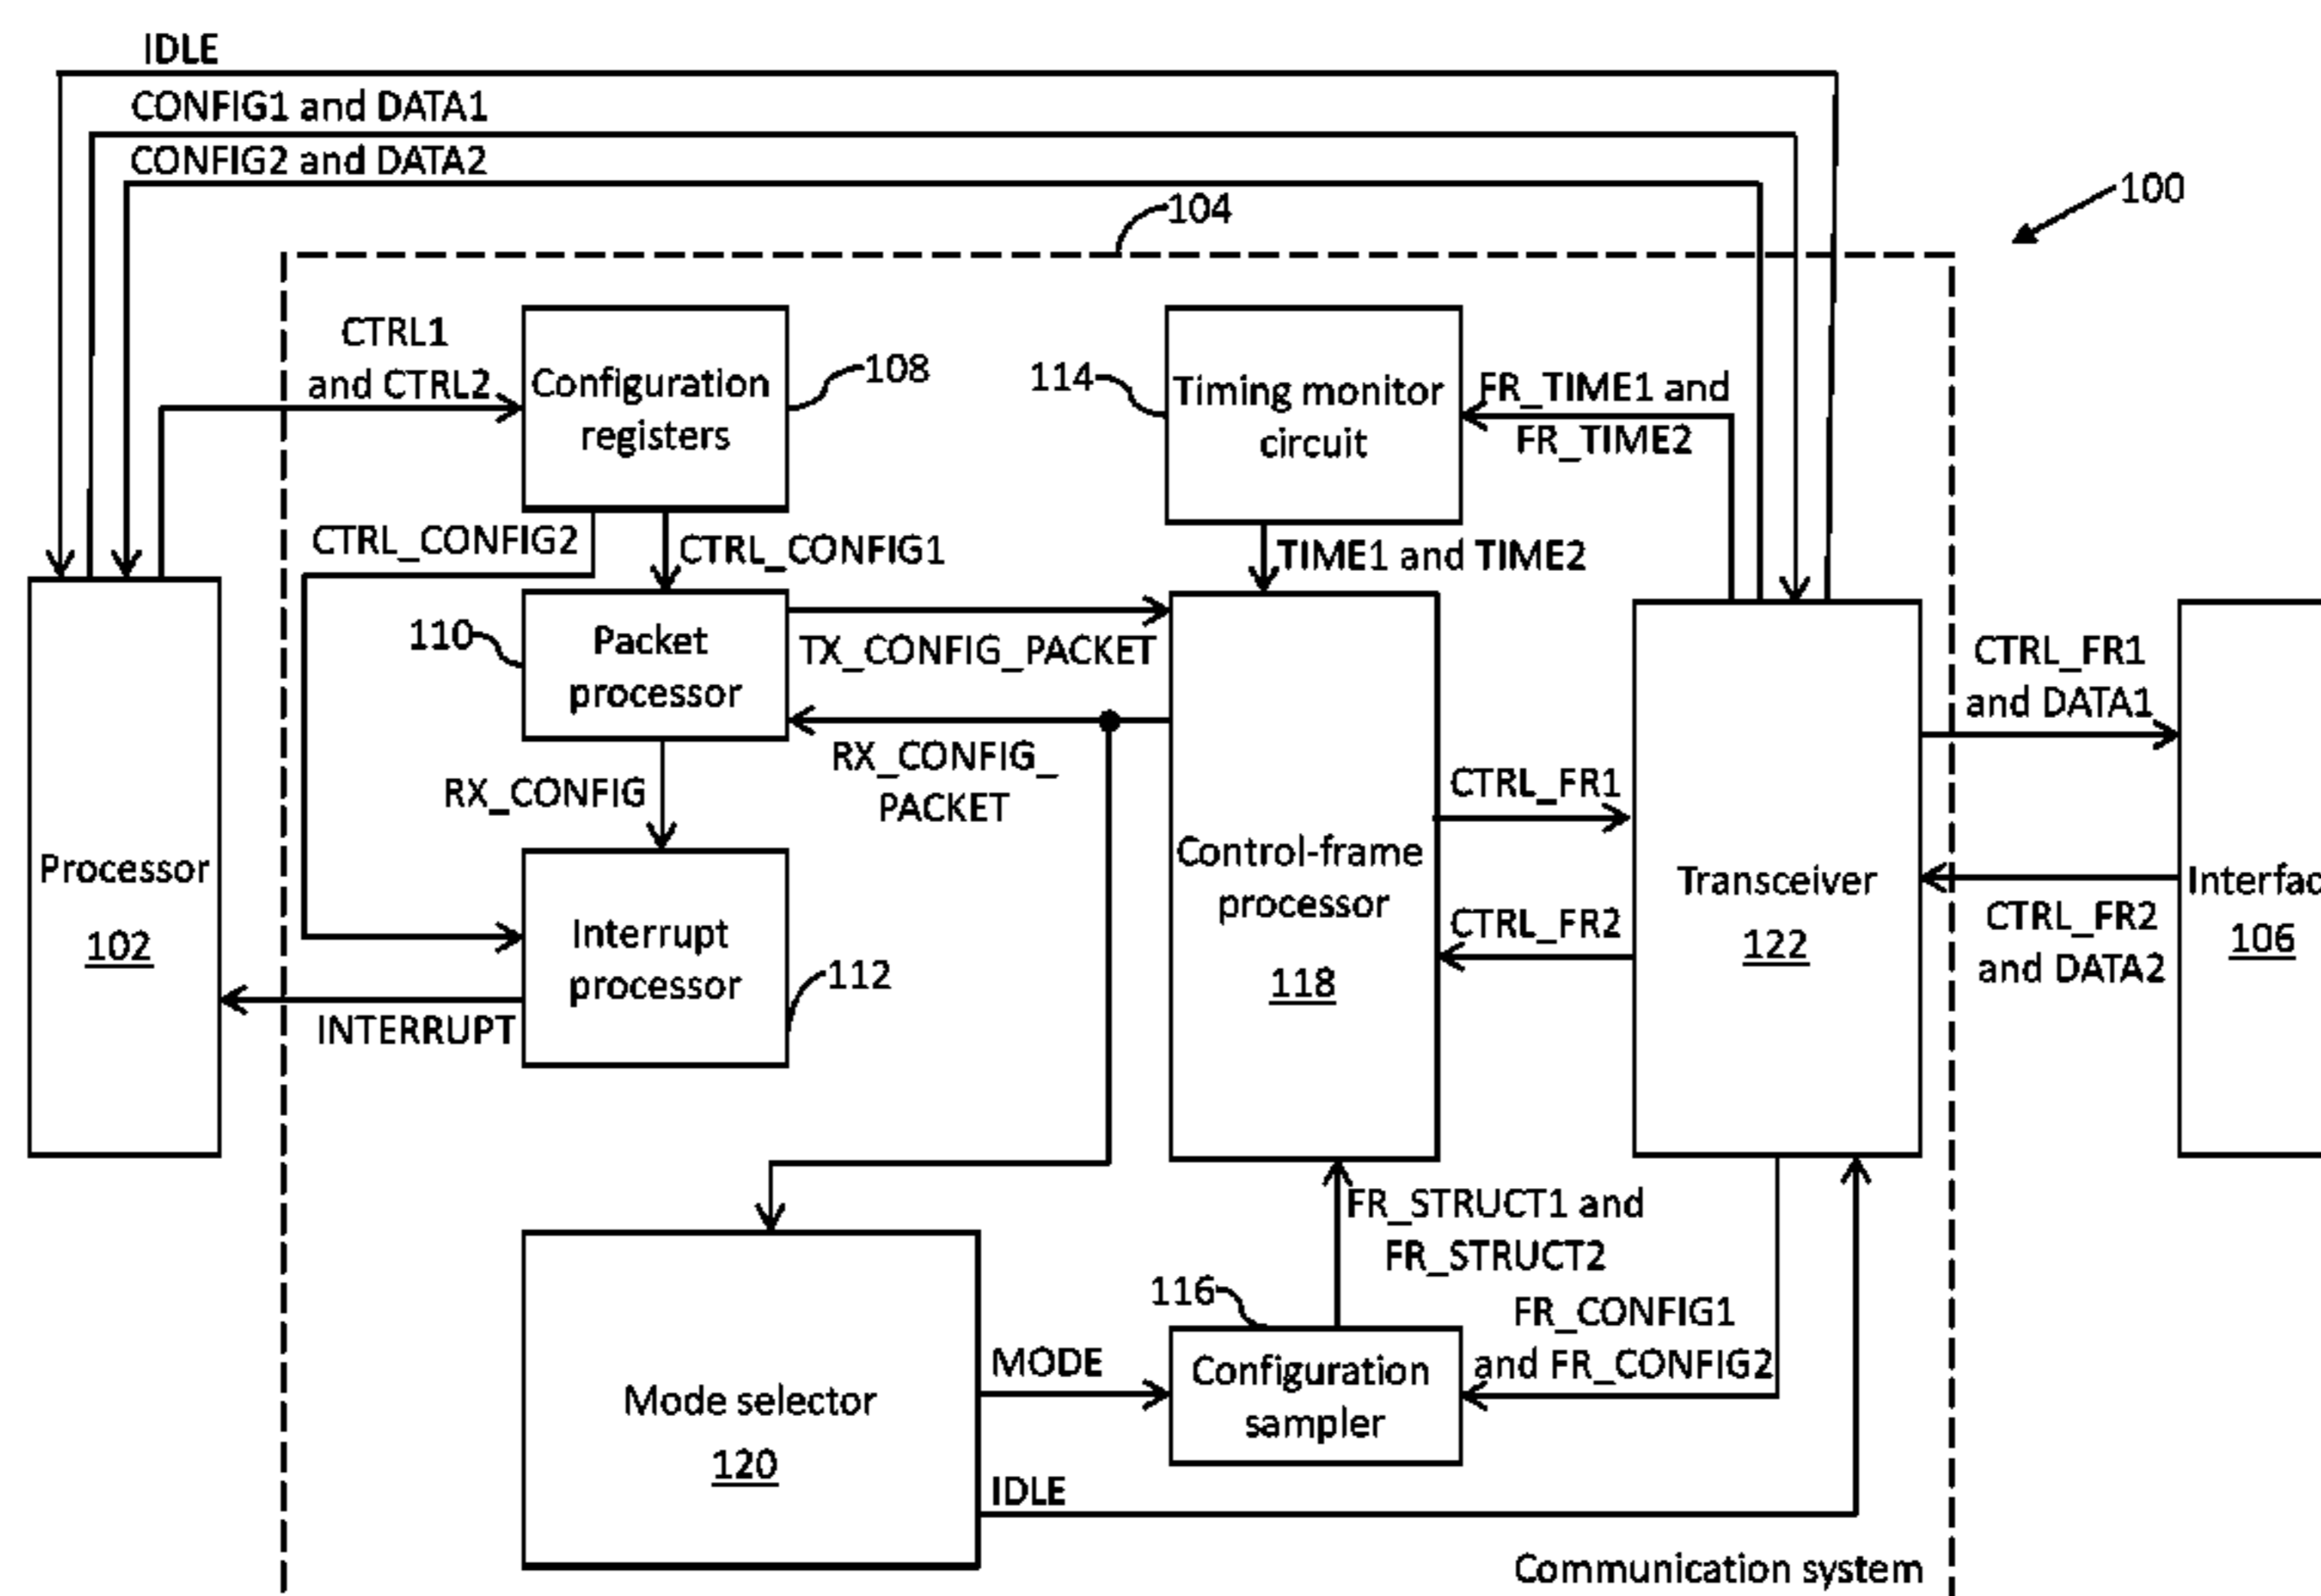 IDLE
CONFIG1 and DATA1
CONFIG2 and DATA2
104
100
CTRL1
and CTRL2
Configuration
registers
108
114
Timing monitor
circuit
FR_TIME1 and
FR_TIME2
CTRL_CONFIG2
CTRL_CONFIG1
TIME1 and TIME2
110
Packet
processor
TX_CONFIG_PACKET
RX_CONFIG_
PACKET
RX_CONFIG
CTRL_FR1
and DATA1
CTRL_FR1
Processor
102
Interrupt
processor
112
INTERRUPT
Control-frame
processor
118
CTRL_FR2
Transceiver
122
CTRL_FR2
and DATA2
Interfac
106
FR_STRUCT1 and
FR_STRUCT2
116
FR_CONFIG1
and FR_CONFIG2
MODE
Configuration
sampler
Mode selector
120
IDLE
Communication system